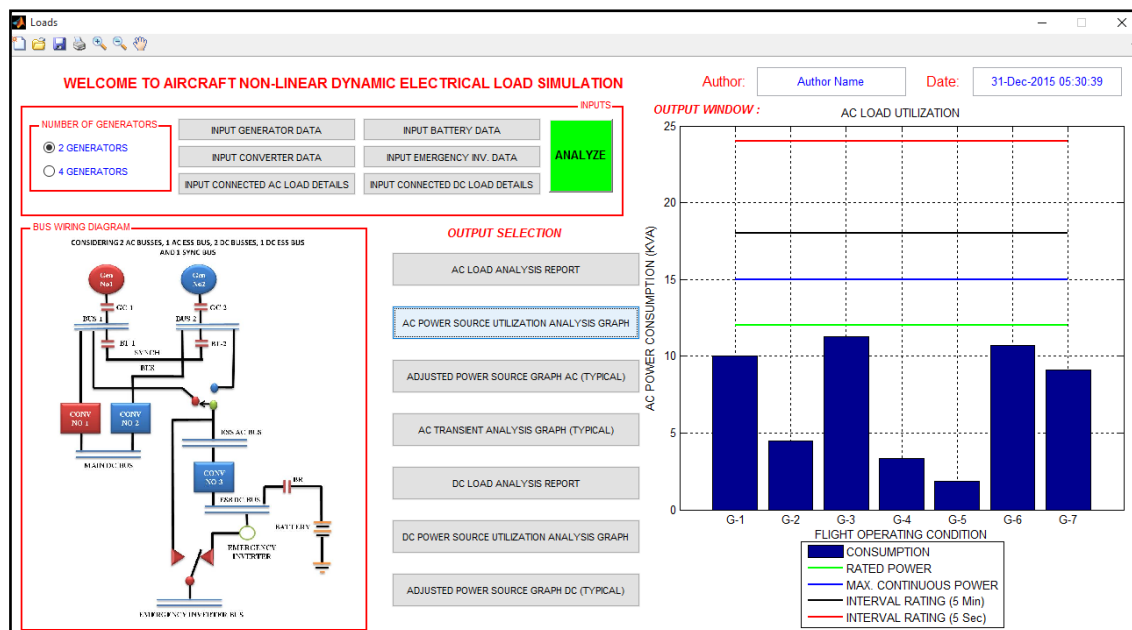 Loads
WELCOME TO AIRCRAFT NON-LINEAR DYNAMIC ELECTRICAL LOAD SIMULATION
Author:
Author Name
Date:
31-Dec-2015 05:30:39
INPUTS
NUMBER OF GENERATORS
2 GENERATORS
4 GENERATORS
INPUT GENERATOR DATA
INPUT BATTERY DATA
INPUT CONVERTER DATA
INPUT EMERGENCY INV. DATA
INPUT CONNECTED AC LOAD DETAILS
INPUT CONNECTED DC LOAD DETAILS
ANALYZE
BUS WIRING DIAGRAM
CONSIDERING 2 AC BUSSES, 1 AC ESS BUS, 2 DC BUSSES, 1 DC ESS BUS
AND 1 SYNC BUS
Gen
No1
Gen
No2
GC-1
GC-2
BUS 1
BUS 2
BT-1
BT-2
SYNCH
BUS
CONV
NO 1
CONV
NO 2
MAIN DC BUS
ESS AC BUS
CONV
NO 3
BR
ESS DC BUS
BATTERY
EMERGENCY
INVERTER
EMERGENCY INVERTER BUS
OUTPUT SELECTION
AC LOAD ANALYSIS REPORT
AC POWER SOURCE UTILIZATION ANALYSIS GRAPH
ADJUSTED POWER SOURCE GRAPH AC (TYPICAL)
AC TRANSIENT ANALYSIS GRAPH (TYPICAL)
DC LOAD ANALYSIS REPORT
DC POWER SOURCE UTILIZATION ANALYSIS GRAPH
ADJUSTED POWER SOURCE GRAPH DC (TYPICAL)
OUTPUT WINDOW :
AC LOAD UTILIZATION
AC POWER CONSUMPTION (KVA)
25
20
15
10
5
0
G-1
G-2
G-3
G-4
G-5
G-6
G-7
FLIGHT OPERATING CONDITION
CONSUMPTION
RATED POWER
MAX. CONTINUOUS POWER
INTERVAL RATING (5 Min)
INTERVAL RATING (5 Sec)